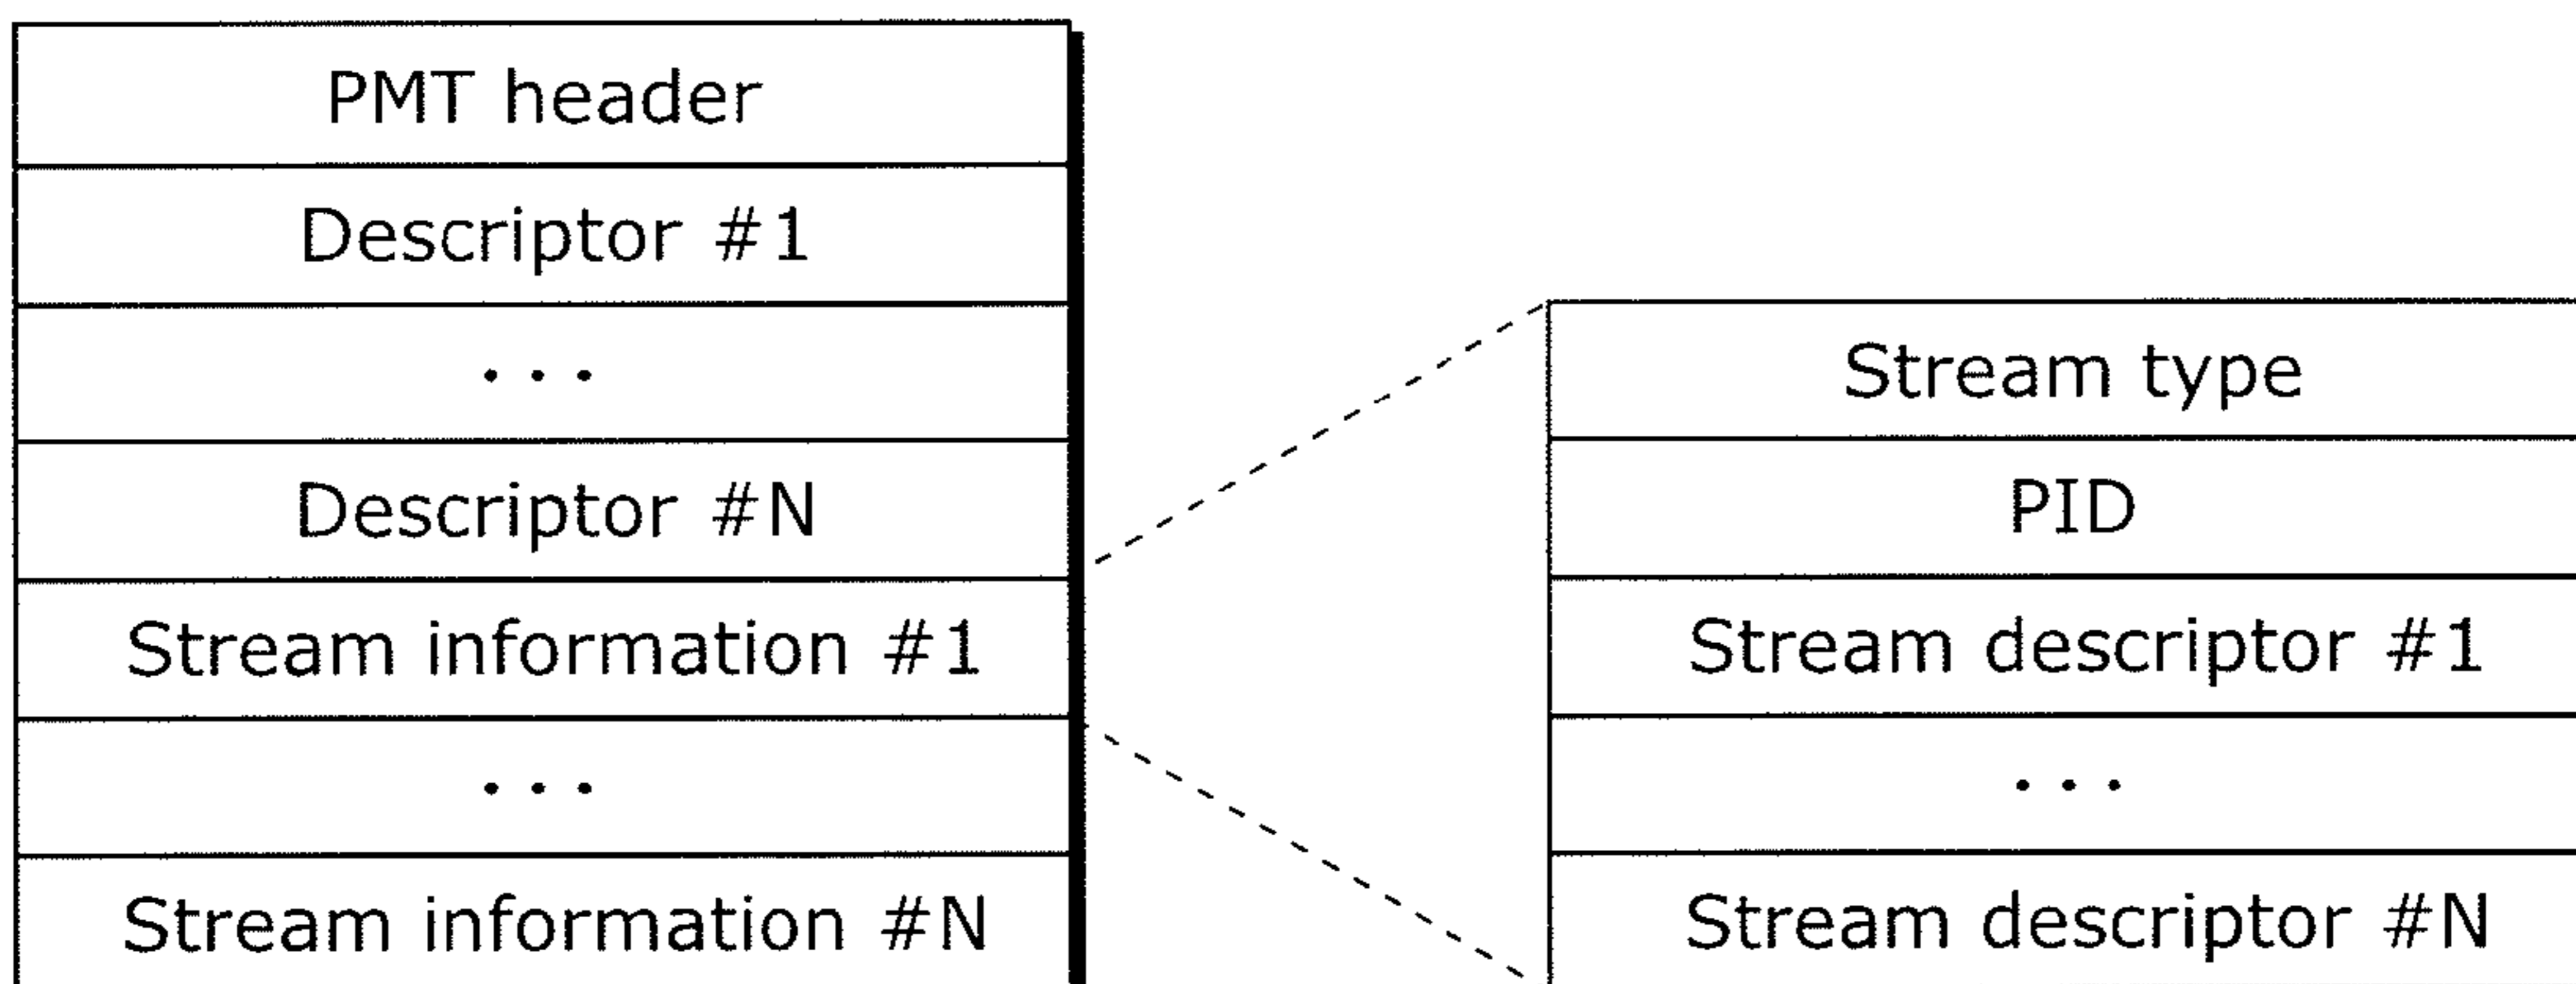 PMT header
Descriptor #1
...
Descriptor #N
Stream information #1
...
Stream information #N
Stream type
PID
Stream descriptor #1
...
Stream descriptor #N